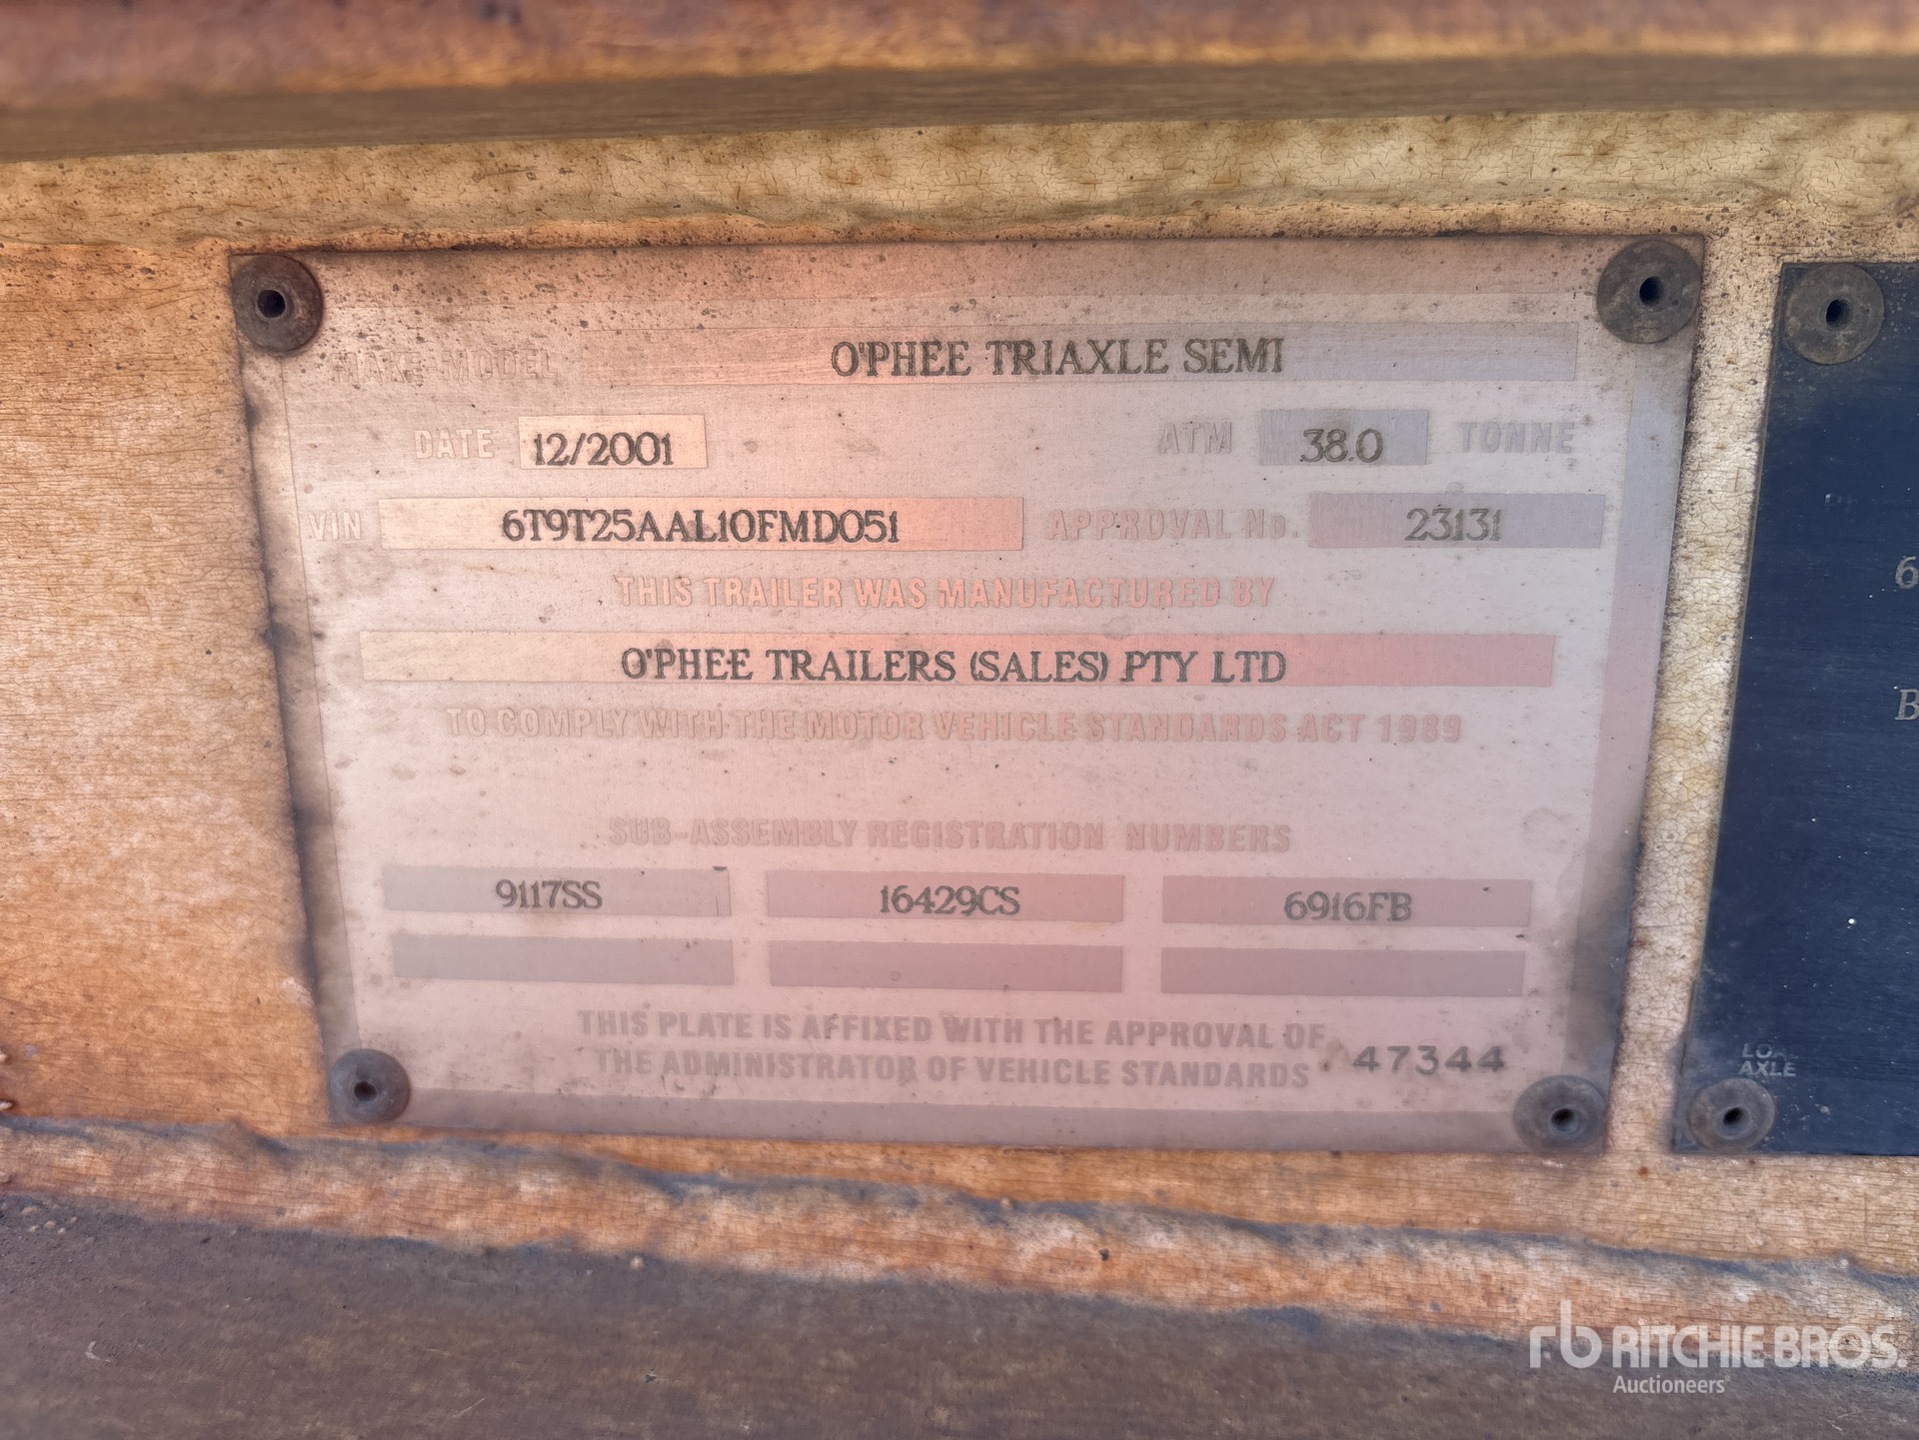 MAKE-MODEL O'PHEE TRIAXLE SEMI
DATE 12/2001 ATM 38.0 TONNE
VIN 6T9T25AAL10FMD051 APPROVAL No. 23131
THIS TRAILER WAS MANUFACTURED BY
O'PHEE TRAILERS (SALES) PTY LTD
TO COMPLY WITH THE MOTOR VEHICLE STANDARDS ACT 1989
SUB-ASSEMBLY REGISTRATION NUMBERS
9117SS 16429CS 6916FB
THIS PLATE IS AFFIXED WITH THE APPROVAL OF
THE ADMINISTRATOR OF VEHICLE STANDARDS 47344
6
B
AXLE
rb RITCHIE BROS.
Auctioneers